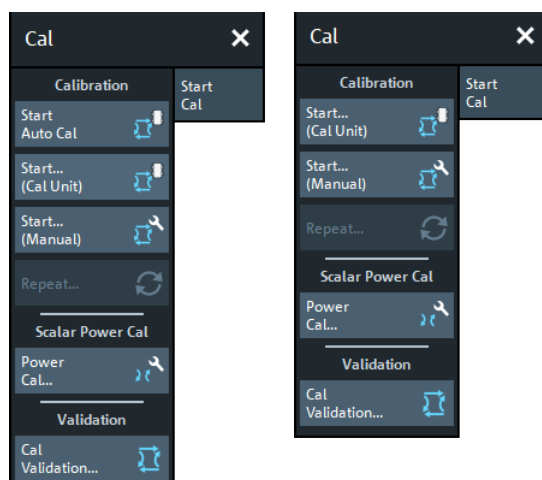 Cal
Calibration
Start
Cal
Start
Auto Cal
Start...
(Cal Unit)
Start...
(Manual)
Repeat...
Scalar Power Cal
Power
Cal...
Validation
Cal
Validation...
Cal
Calibration
Start
Cal
Start...
(Cal Unit)
Start...
(Manual)
Repeat...
Scalar Power Cal
Power
Cal...
Validation
Cal
Validation...